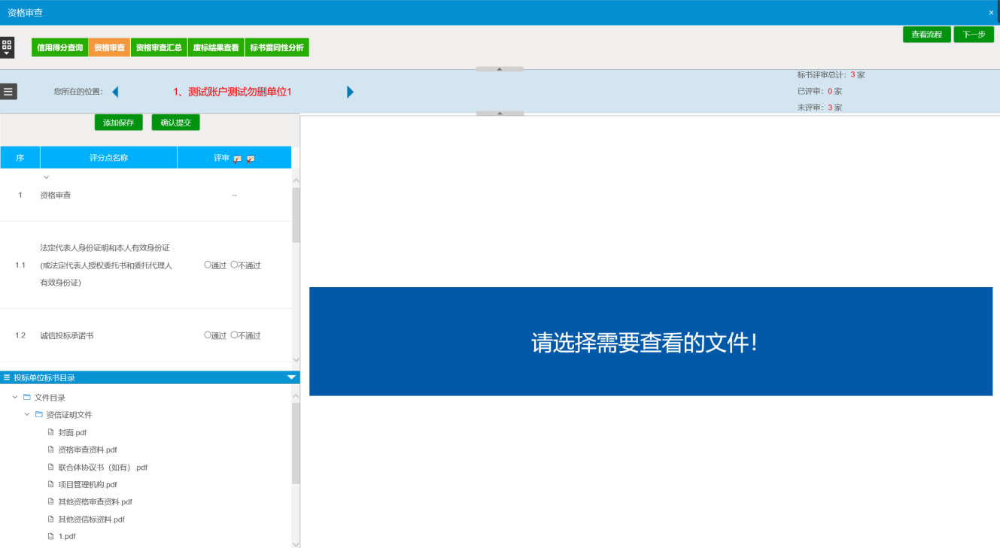 资格审查
×
查看流程 下一步
信用得分查询 资格审查 资格审查汇总 废标结果查看 标书雷同性分析
标书评审总计：3 家
您所在的位置： 1、测试账户测试勿删单位1
已评审：0 家
未评审：3 家
添加保存 确认提交
序 评分点名称 评审
1 资格审查 --
法定代表人身份证明和本人有效身份证
1.1 (或法定代表人授权委托书和委托代理人 通过 不通过
有效身份证)
1.2 诚信投标承诺书 通过 不通过
请选择需要查看的文件!
投标单位标书目录
文件目录
资信证明文件
封面.pdf
资格审查资料.pdf
联合体协议书（如有）.pdf
项目管理机构.pdf
其他资格审查资料.pdf
其他资信标资料.pdf
1.pdf